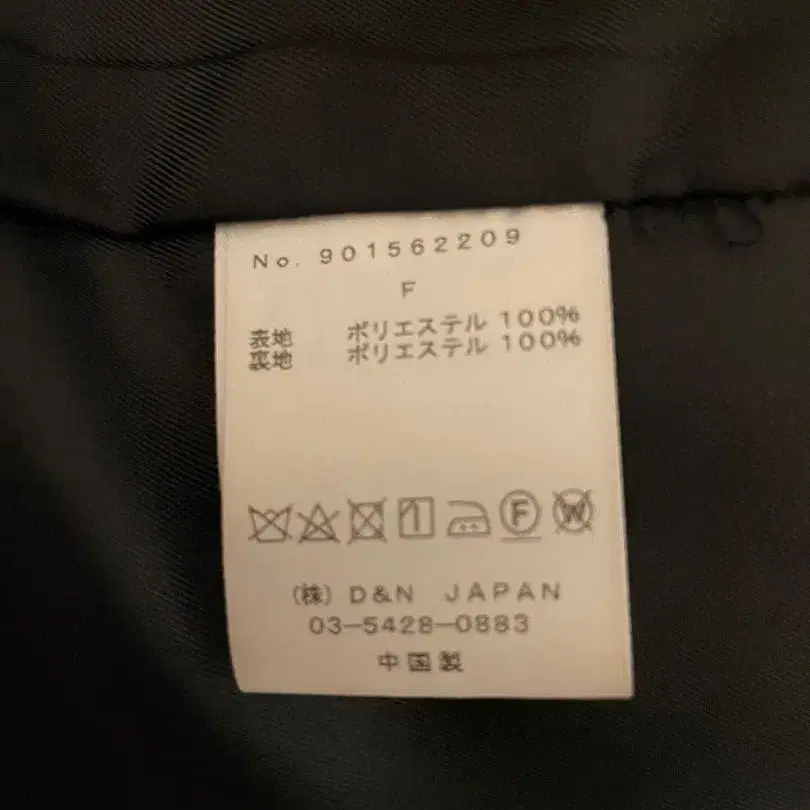 No. 901562209
F
表地 ポリエステル 100%
裏地 ポリエステル 100%
1 F W
(株) D&N JAPAN
03-5428-0883
中国製